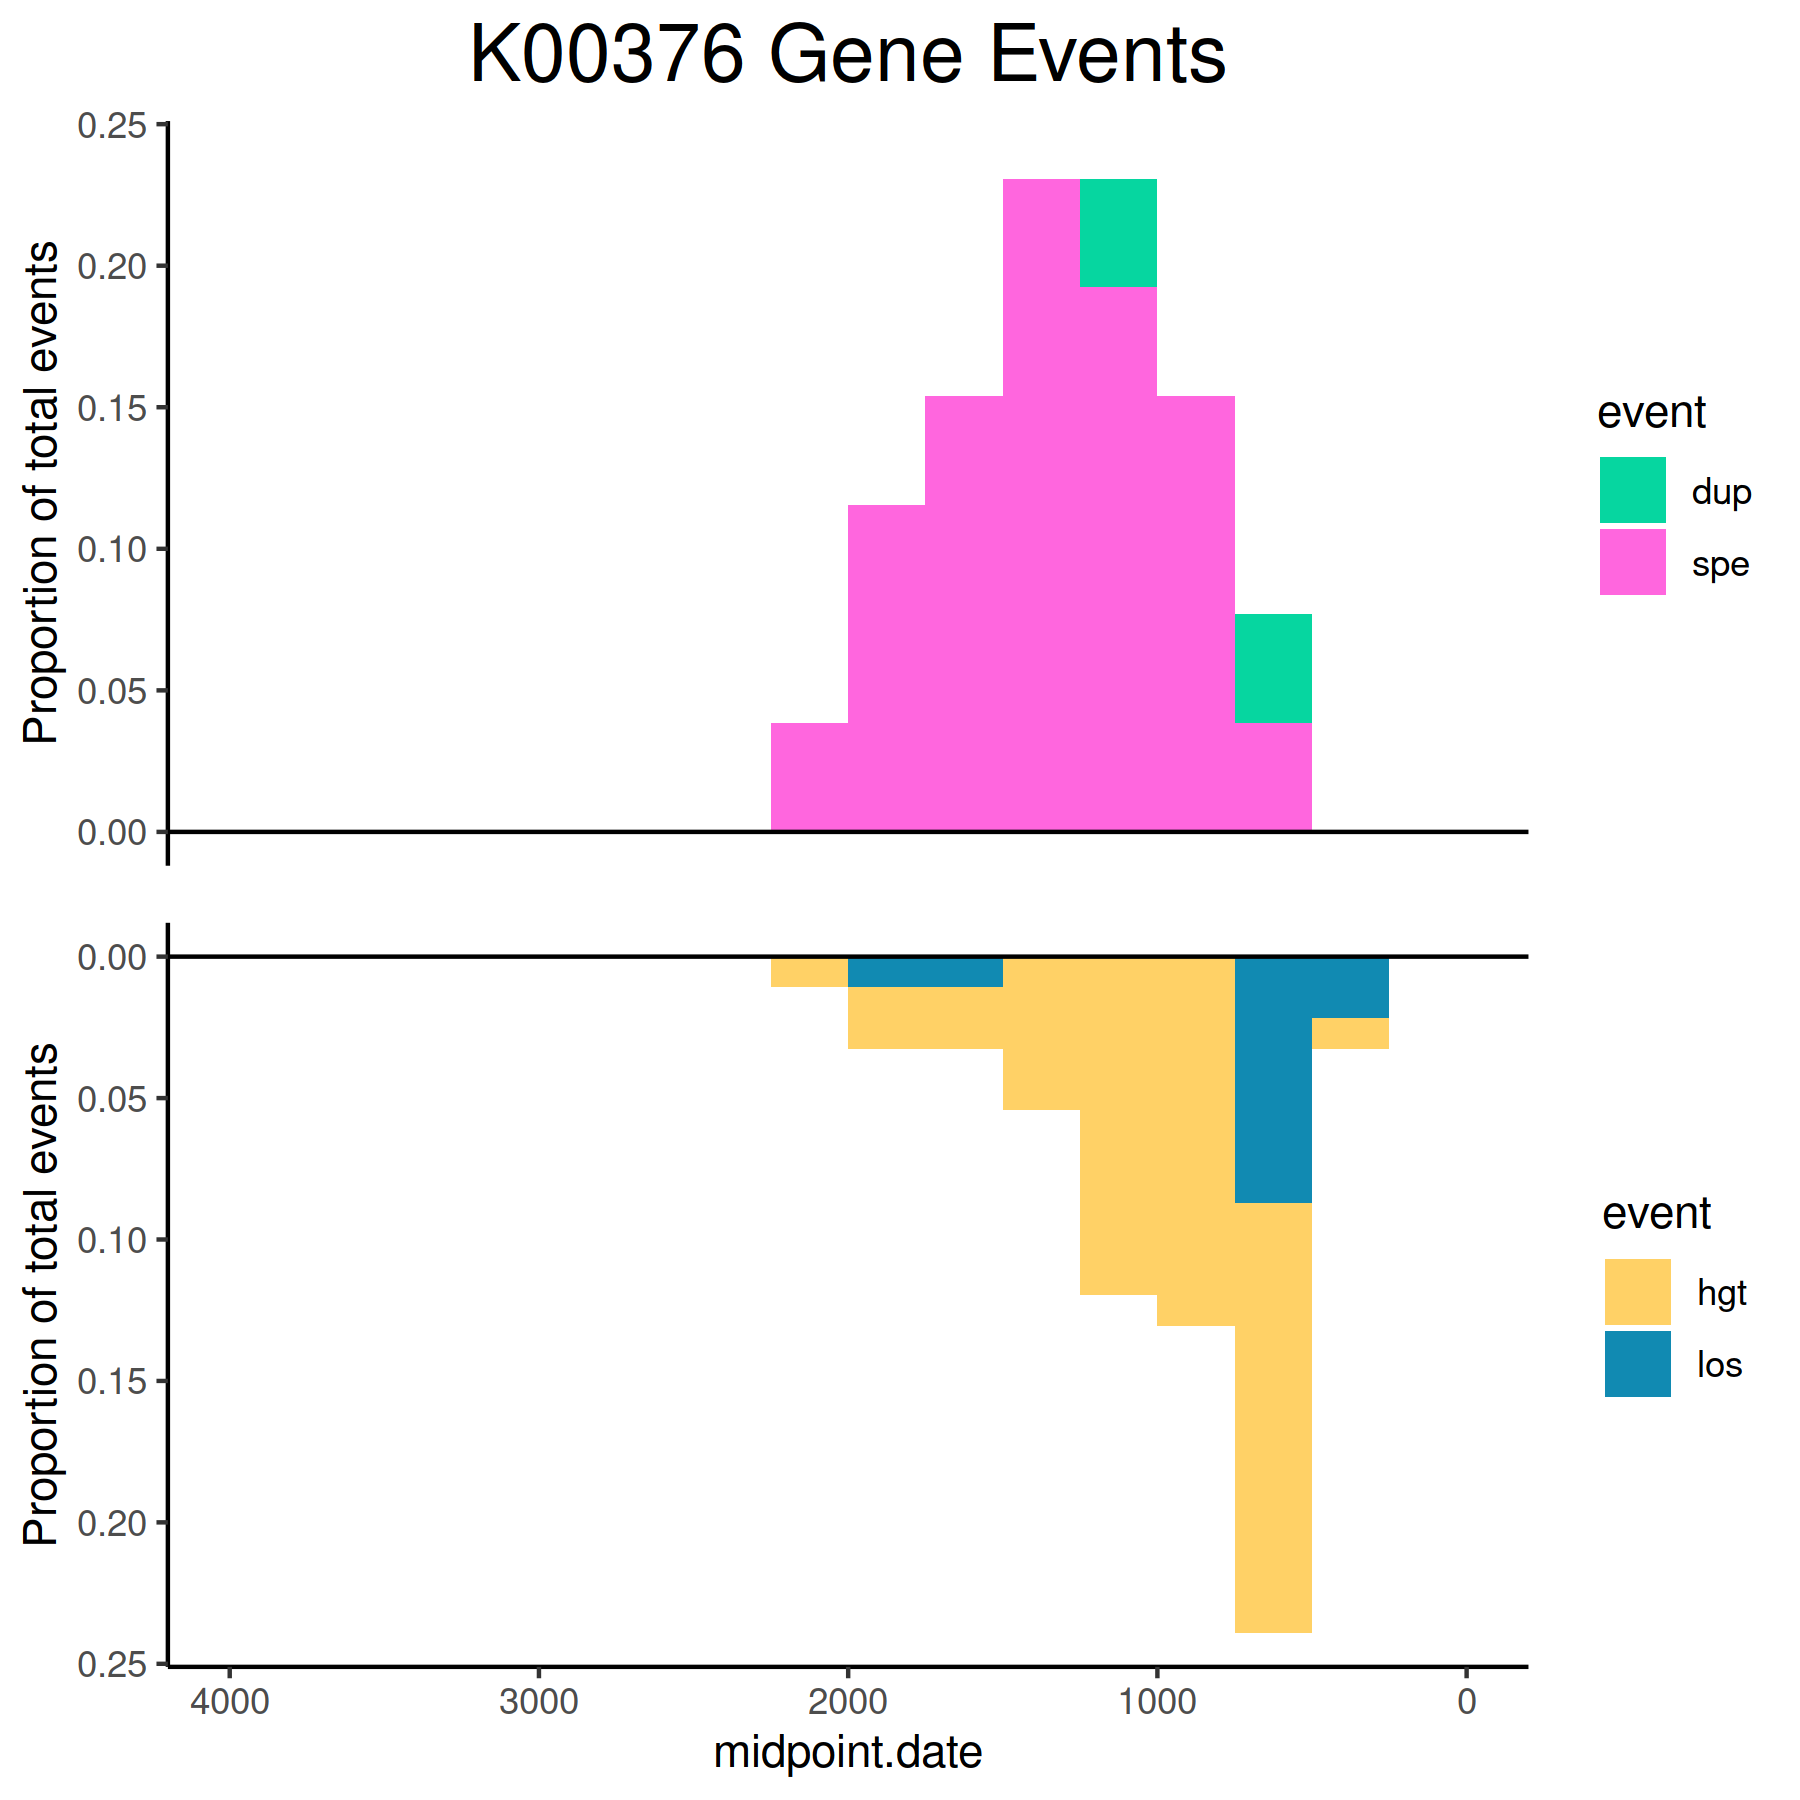 K00376 Gene Events
0.25
0.20
0.15
0.10
0.05
0.00
Proportion of total events
event
dup
spe
0.00
0.05
0.10
0.15
0.20
0.25
Proportion of total events
event
hgt
los
4000 3000 2000 1000 0
midpoint.date